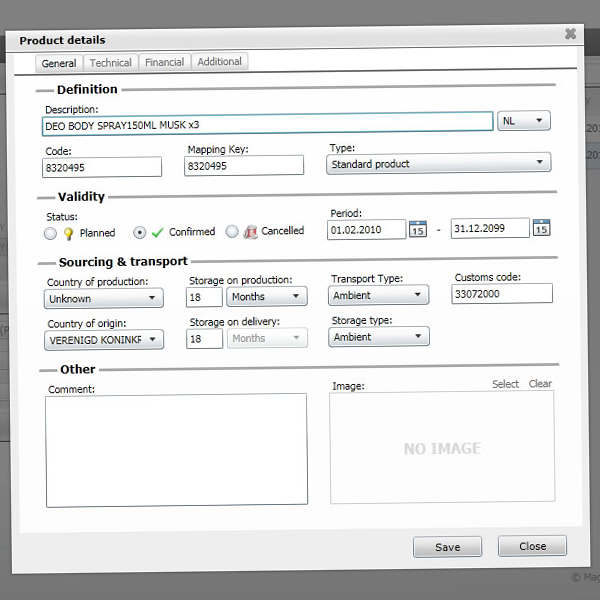 Product details
General Technical Financial Additional
Definition
Description:
DEO BODY SPRAY150ML MUSK x3 NL
Code: Mapping Key: Type:
8320495 8320495 Standard product
Validity
Status: Period:
Planned Confirmed Cancelled 01.02.2010 15 - 31.12.2099 15
Sourcing & transport
Country of production: Storage on production: Transport Type: Customs code:
Unknown 18 Months Ambient 33072000
Country of origin: Storage on delivery: Storage type:
VERENIGD KONINKR 18 Months Ambient
Other
Comment: Image: Select Clear
NO IMAGE
Save Close
© Mag